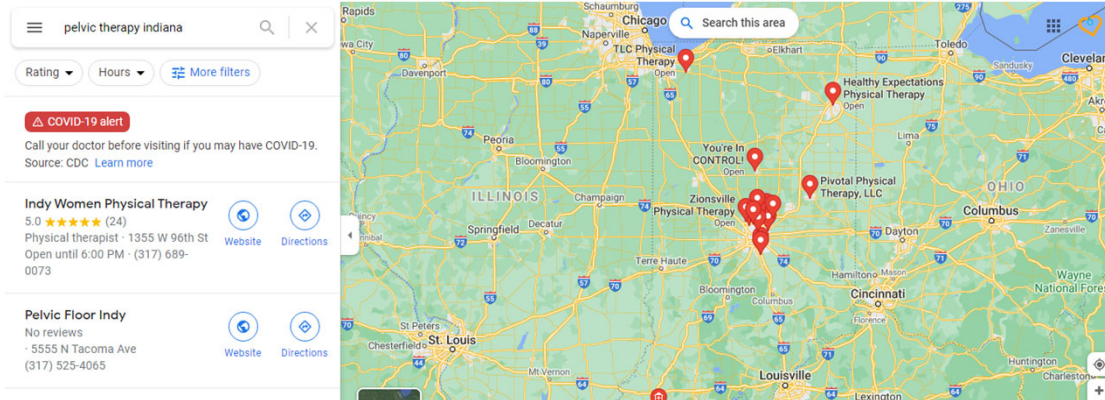 pelvic therapy indiana
Rating
Hours
More filters
COVID-19 alert
Call your doctor before visiting if you may have COVID-19.
Source: CDC Learn more
Indy Women Physical Therapy
5.0 ★★★★★ (24)
Physical therapist · 1355 W 96th St
Open until 6:00 PM · (317) 689-
0073
Website
Directions
Pelvic Floor Indy
No reviews
· 5555 N Tacoma Ave
(317) 525-4065
Website
Directions
Search this area
Rapids
Schaumburg
Chicago
Naperville
TLC Physical
Therapy
Open
Elkhart
Toledo
Sandusky
Davenport
Healthy Expectations
Physical Therapy
Open
Peoria
Bloomington
You're In
CONTROL!
Open
Lima
Pivotal Physical
Therapy, LLC
ILLINOIS
Champaign
Zionsville
Physical Therapy
Open
OHIO
Columbus
Zanesville
Springfield
Decatur
Dayton
Terre Haute
Hamilton
Mason
Cincinnati
Wayne
Bloomington
Columbus
Florence
St Peters
Chesterfield
St. Louis
Mt Vernon
Louisville
Lexington
Huntington